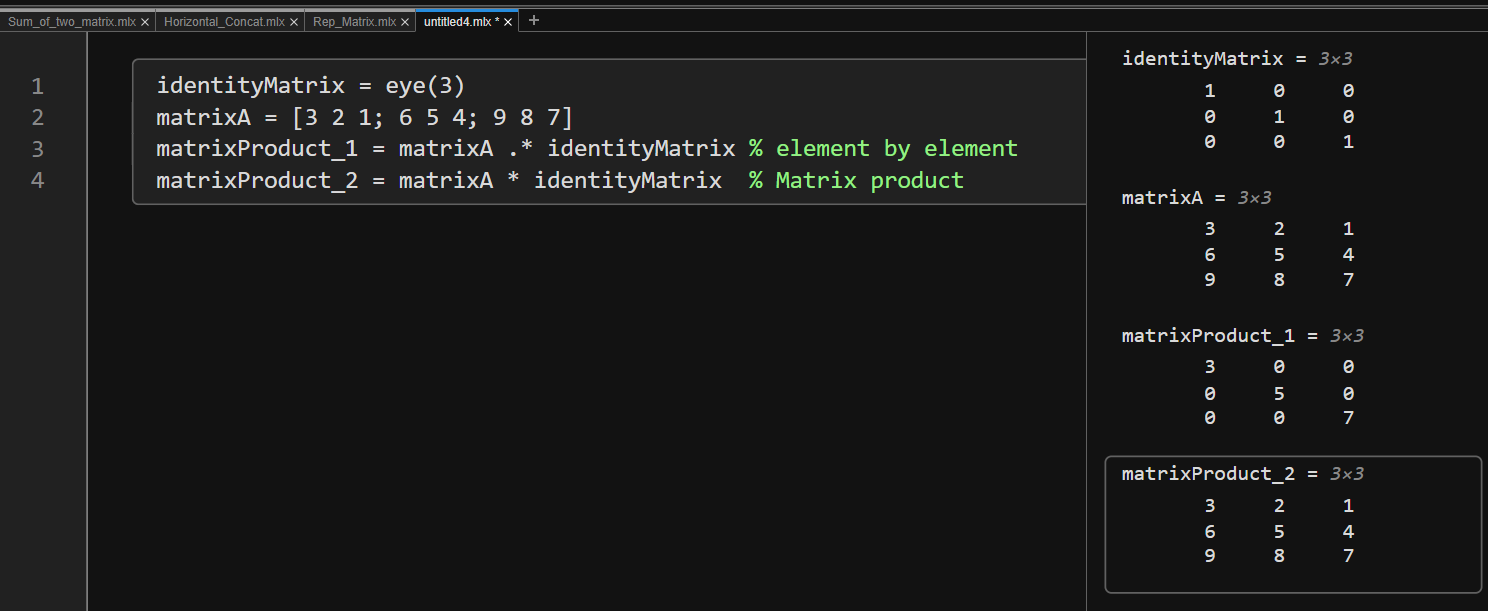 Sum_of_two_matrix.mlx × Horizontal_Concat.mlx × Rep_Matrix.mlx × untitled4.mlx * × +
1 identityMatrix = eye(3)
2 matrixA = [3 2 1; 6 5 4; 9 8 7]
3 matrixProduct_1 = matrixA .* identityMatrix % element by element
4 matrixProduct_2 = matrixA * identityMatrix  % Matrix product
identityMatrix = 3×3
1 0 0
0 1 0
0 0 1
matrixA = 3×3
3 2 1
6 5 4
9 8 7
matrixProduct_1 = 3×3
3 0 0
0 5 0
0 0 7
matrixProduct_2 = 3×3
3 2 1
6 5 4
9 8 7